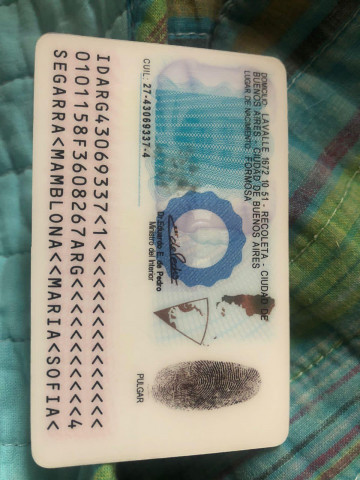 DOMICILIO: LAVALLE 1672 10 51 - RECOLETA - CIUDAD DE
BUENOS AIRES - CIUDAD DE BUENOS AIRES
LUGAR DE NACIMIENTO: FORMOSA
CUIL: 27-43069337-4
Dr. Eduardo E. de Pedro
Ministro del Interior
PULGAR
IDARG43069337<1<<<<<<<<<<<<<<<
0101158F3608267ARG<<<<<<<<<<<4
SEGARRA<MAMBLONA<<MARIA<SOFIA<